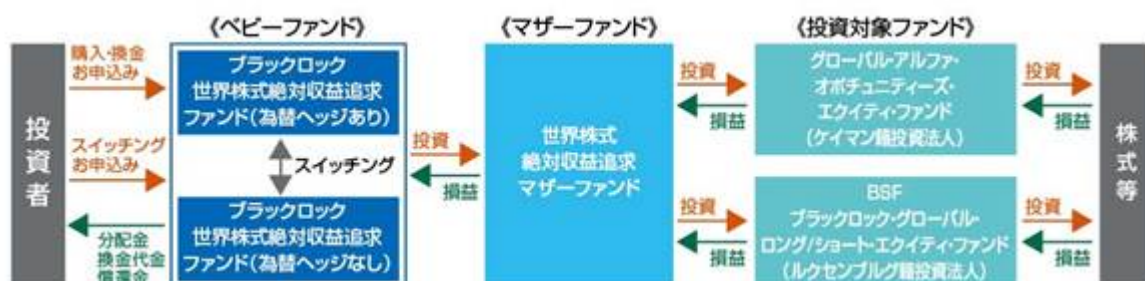 《ベビーファンド》
《マザーファンド》
《投資対象ファンド》
投資者
購入・換金
お申込み
スイッチング
お申込み
分配金
換金代金
償還金
ブラックロック
世界株式絶対収益追求
ファンド(為替ヘッジあり)
スイッチング
ブラックロック
世界株式絶対収益追求
ファンド(為替ヘッジなし)
投資
損益
世界株式
絶対収益追求
マザーファンド
投資
損益
投資
損益
グローバル・アルファ・
オポチュニティーズ・
エクイティ・ファンド
(ケイマン籍投資法人)
BSF
ブラックロック・グローバル・
ロング/ショート・エクイティ・ファンド
(ルクセンブルグ籍投資法人)
投資
損益
投資
損益
株式等